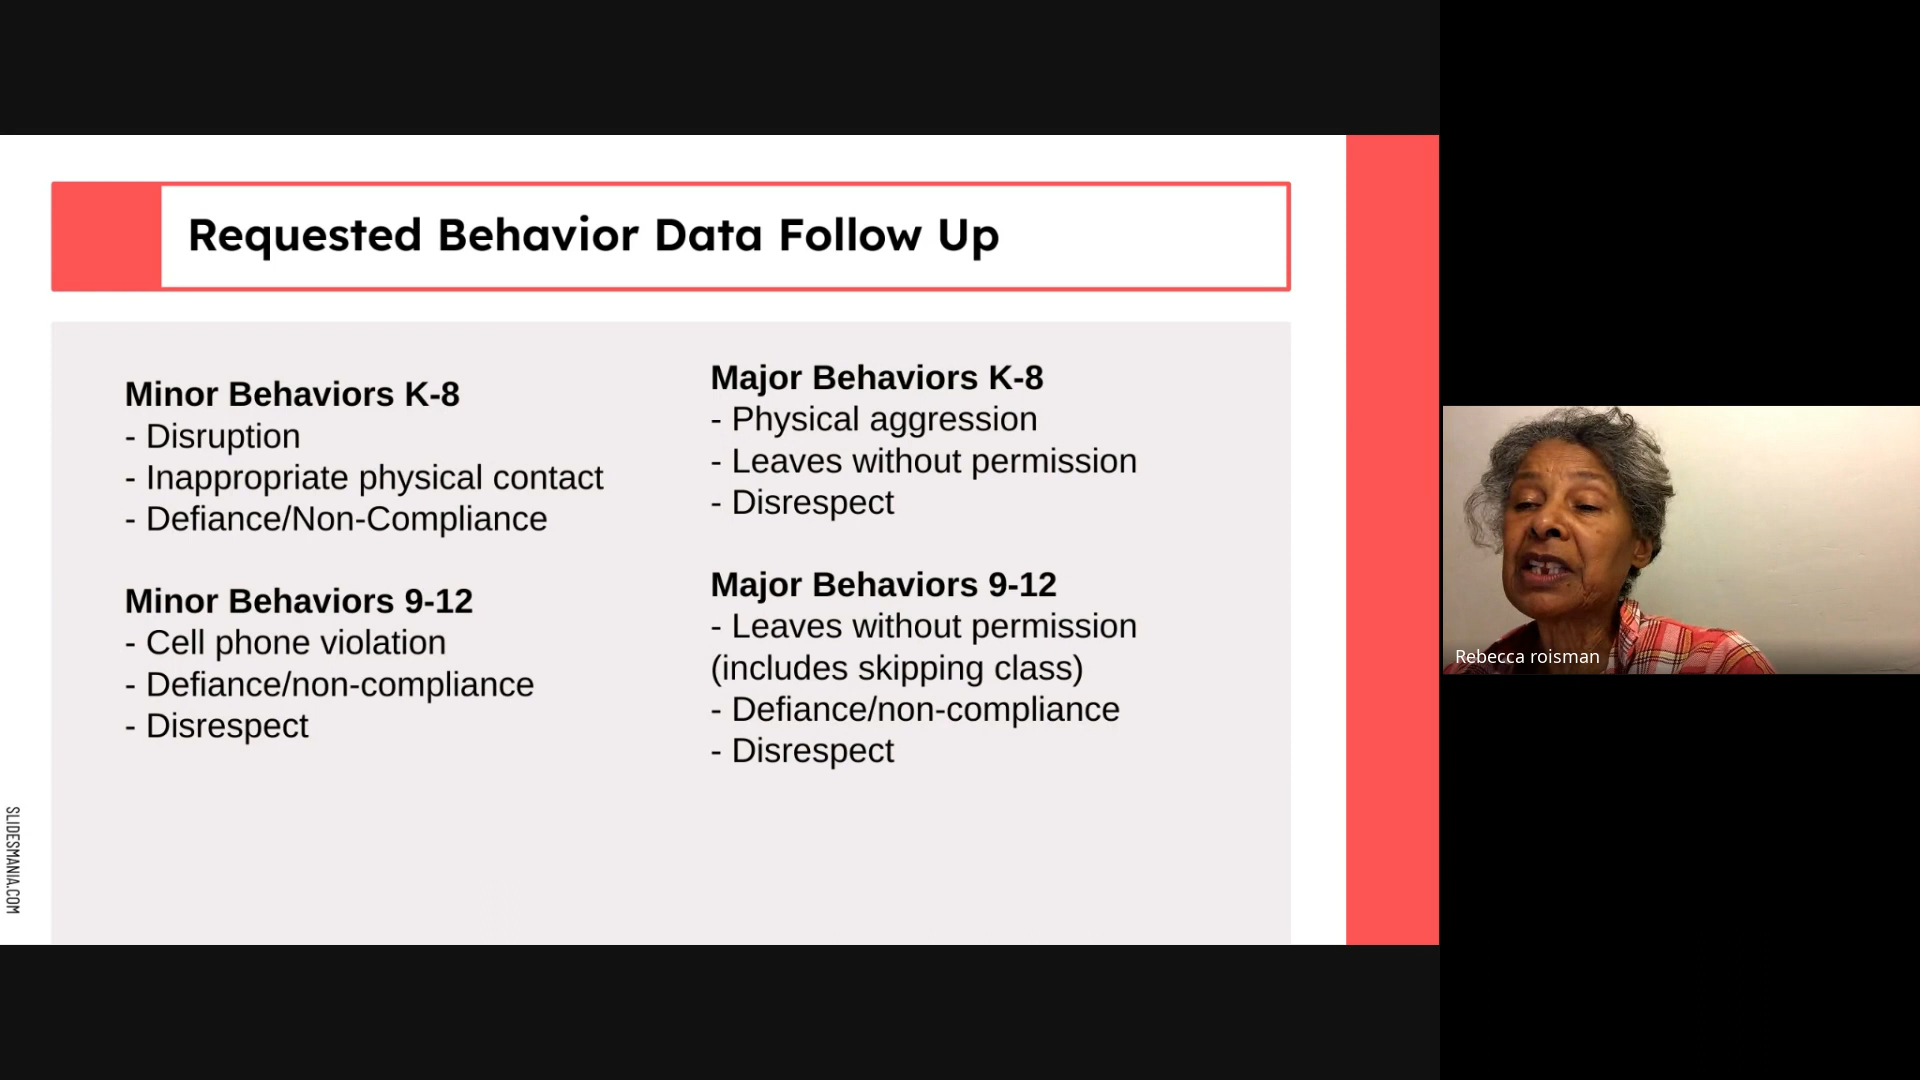 Requested Behavior Data Follow Up
Minor Behaviors K-8
- Disruption
- Inappropriate physical contact
- Defiance/Non-Compliance
Minor Behaviors 9-12
- Cell phone violation
- Defiance/non-compliance
- Disrespect
Major Behaviors K-8
- Physical aggression
- Leaves without permission
- Disrespect
Major Behaviors 9-12
- Leaves without permission
(includes skipping class)
- Defiance/non-compliance
- Disrespect
SLIDESMANIA.COM
Rebecca roisman